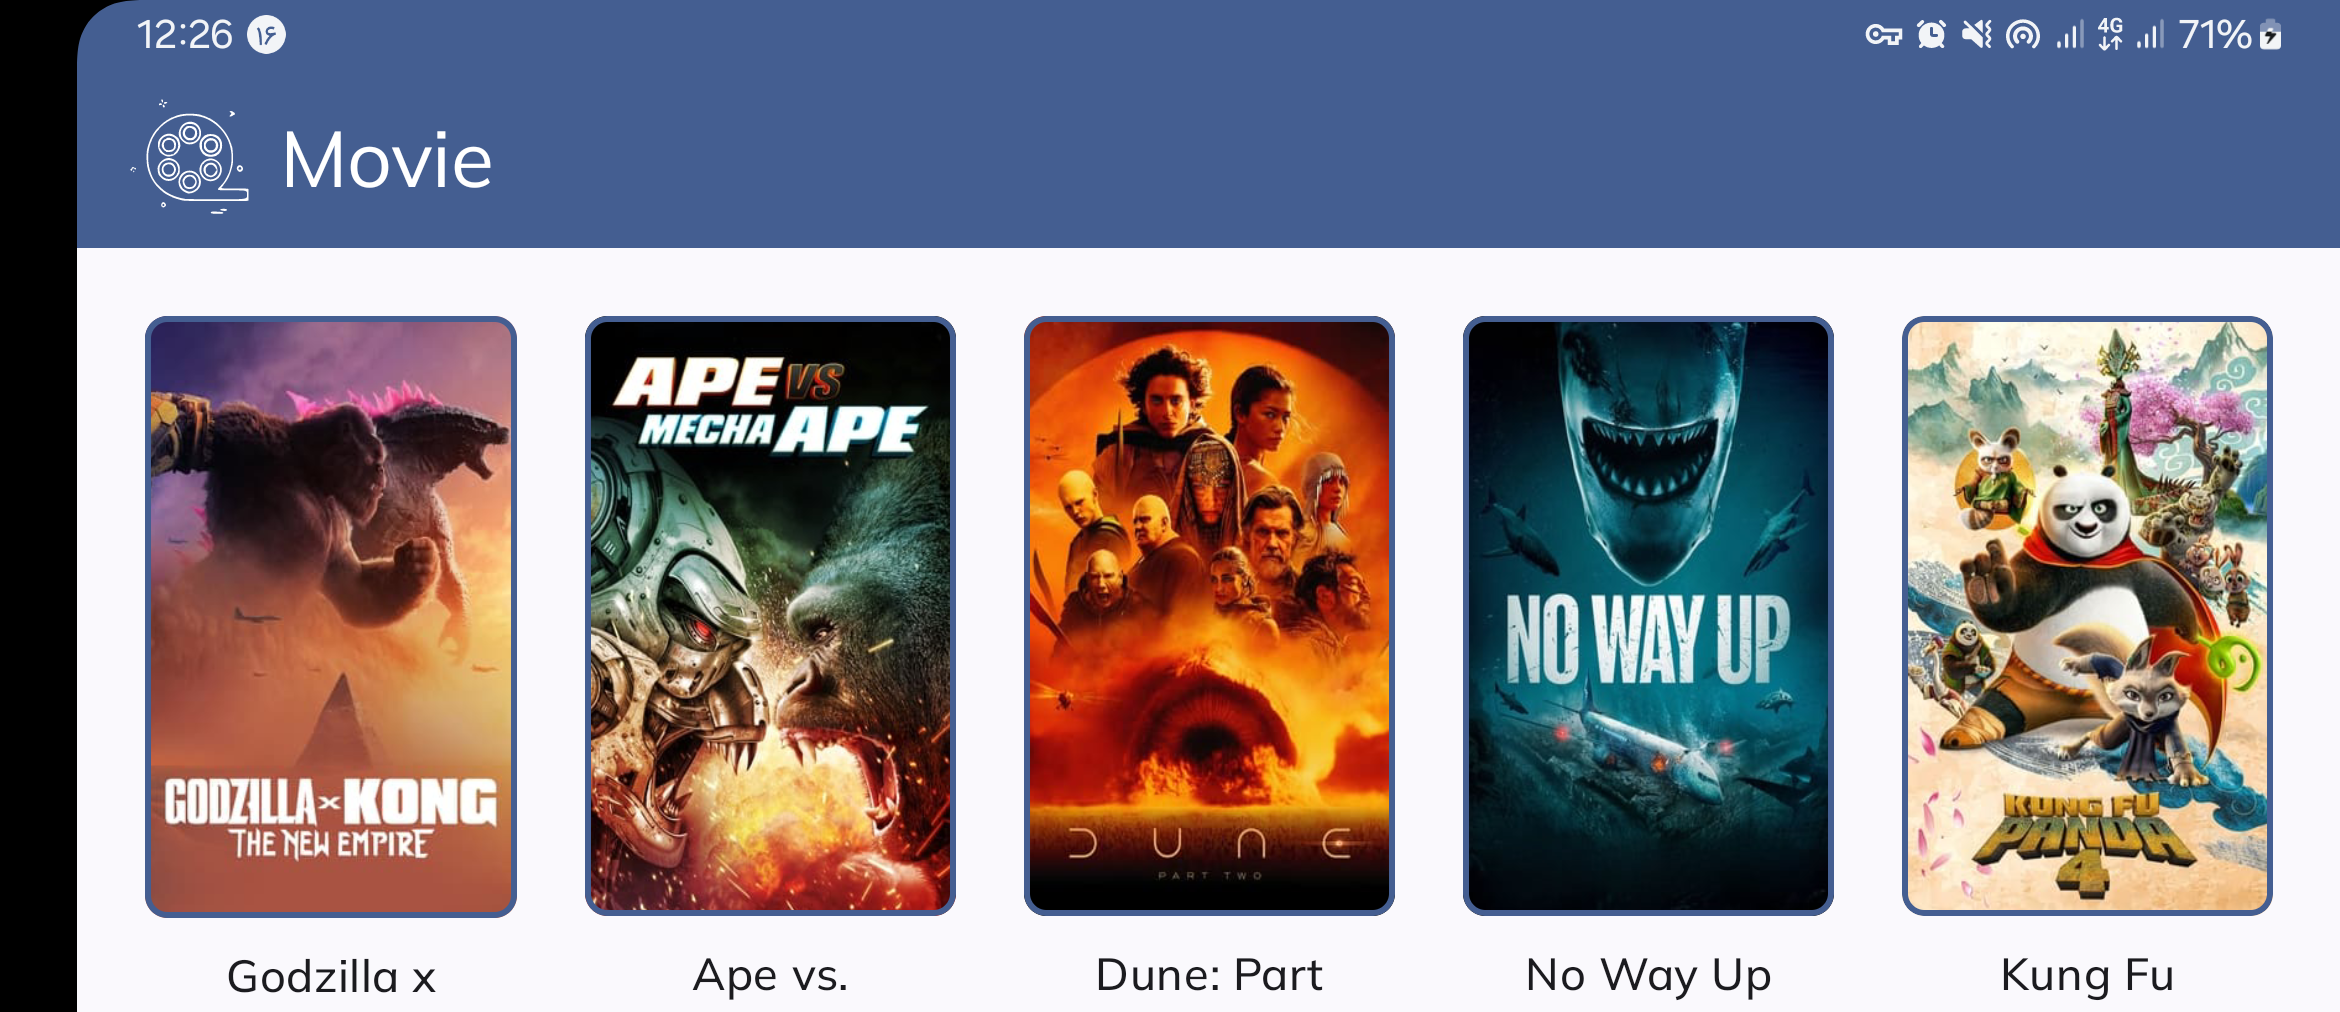 12:26 ۱۶ 4G 71%
Movie
GODZILLA x KONG
THE NEW EMPIRE
APE VS
MECHA APE
DUNE
PART TWO
NO WAY UP
KUNG FU
PANDA
4
Godzilla x
Ape vs.
Dune: Part
No Way Up
Kung Fu